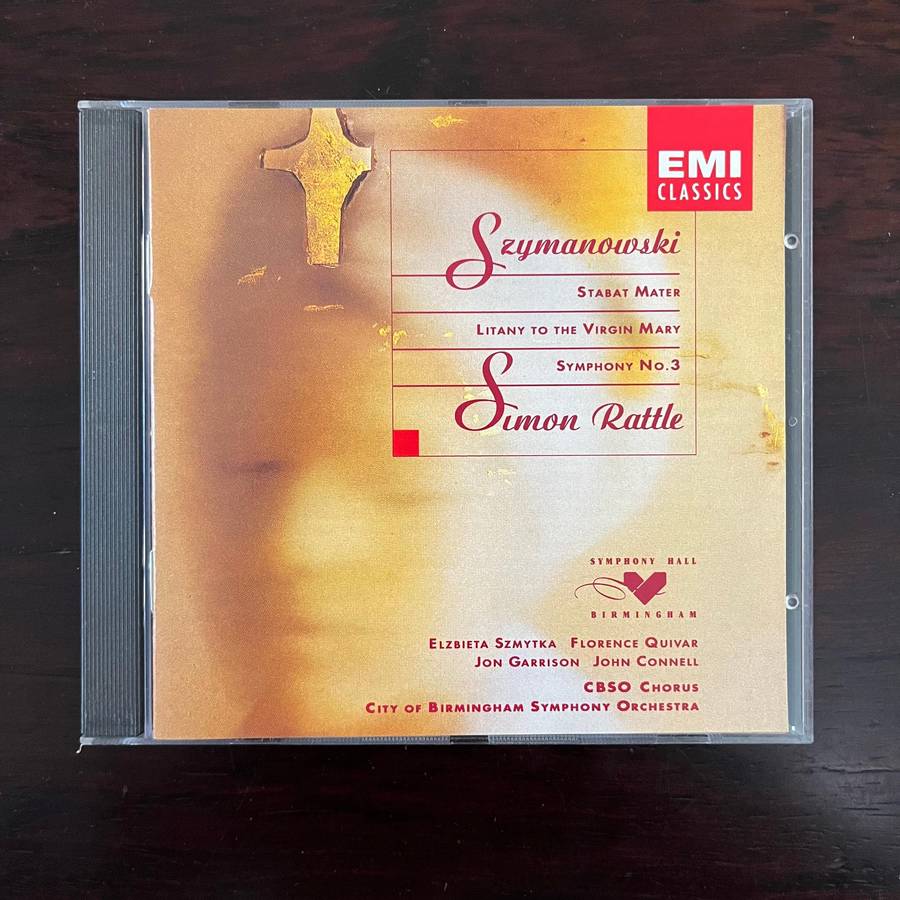 EMI
CLASSICS
Szymanowski
STABAT MATER
LITANY TO THE VIRGIN MARY
SYMPHONY NO.3
Simon Rattle
SYMPHONY HALL
BIRMINGHAM
ELZBIETA SZMYTKA FLORENCE QUIVAR
JON GARRISON JOHN CONNELL
CBSO CHORUS
CITY OF BIRMINGHAM SYMPHONY ORCHESTRA